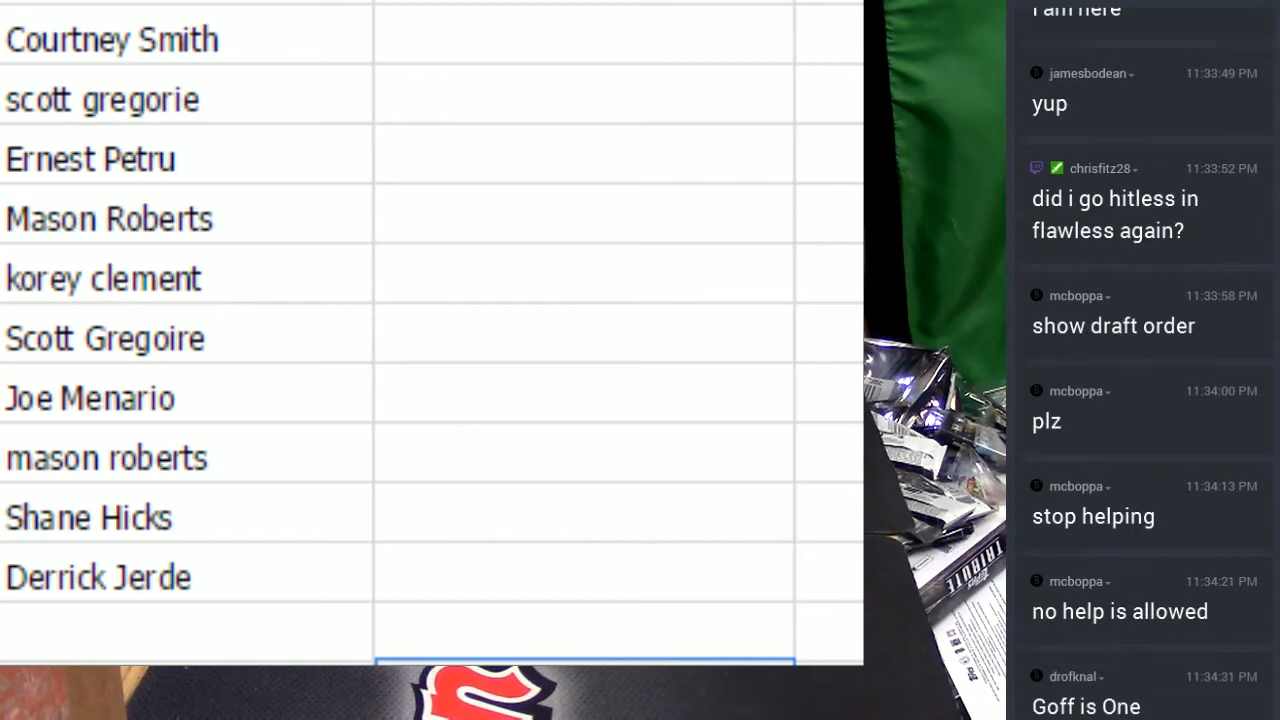 Courtney Smith
scott gregorie
Ernest Petru
Mason Roberts
korey clement
Scott Gregoire
Joe Menario
mason roberts
Shane Hicks
Derrick Jerde
TRIBUTE
I am here
jamesbodean 11:33:49 PM
yup
chrisfitz28 11:33:52 PM
did i go hitless in
flawless again?
mcboppa 11:33:58 PM
show draft order
mcboppa 11:34:00 PM
plz
mcboppa 11:34:13 PM
stop helping
mcboppa 11:34:21 PM
no help is allowed
drofknal 11:34:31 PM
Goff is One